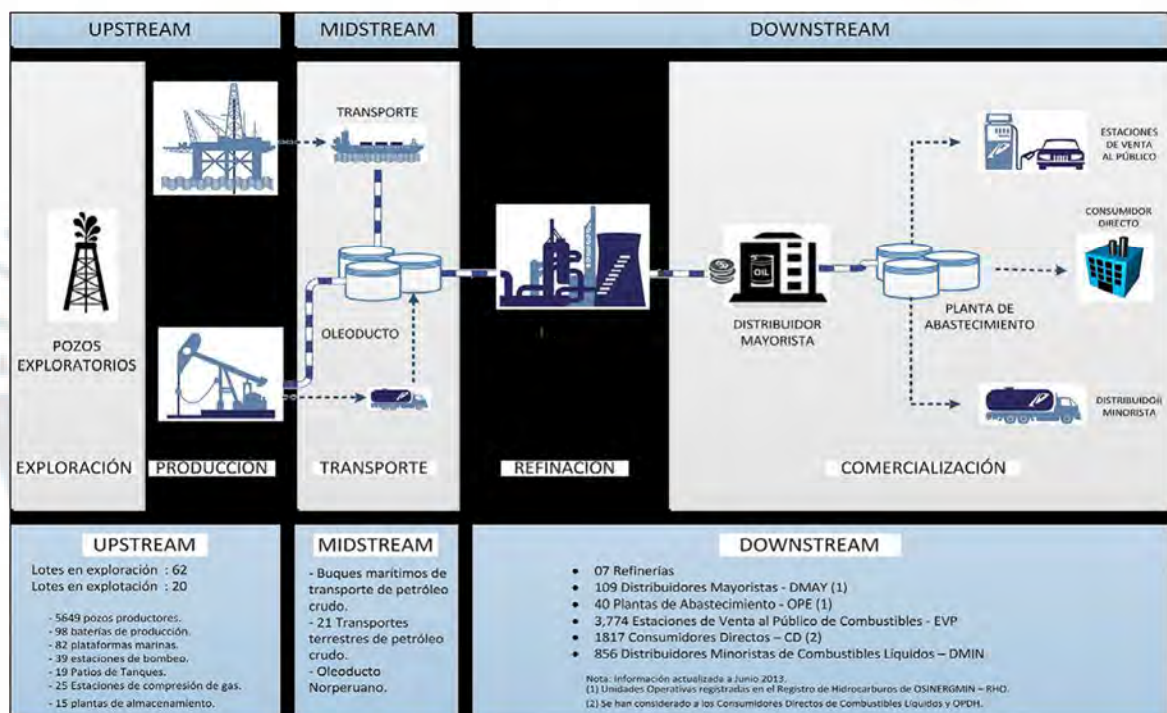 UPSTREAM
MIDSTREAM
DOWNSTREAM
TRANSPORTE
ESTACIONES
DE VENTA
AL PÚBLICO
CONSUMIDOR
DIRECTO
OIL
OLEODUCTO
POZOS
EXPLORATORIOS
DISTRIBUIDOR
MAYORISTA
PLANTA DE
ABASTECIMIENTO
DISTRIBUIDOR
MINORISTA
EXPLORACIÓN
PRODUCCION
TRANSPORTE
REFINACION
COMERCIALIZACIÓN
UPSTREAM
Lotes en exploración : 62
Lotes en explotación : 20
- 5649 pozos productores.
- 98 baterías de producción.
- 82 plataformas marinas.
- 39 estaciones de bombeo.
- 19 Patios de Tanques.
- 25 Estaciones de compresión de gas.
- 15 plantas de almacenamiento.
MIDSTREAM
- Buques marítimos de
transporte de petróleo
crudo.
- 21 Transportes
terrestres de petróleo
crudo.
- Oleoducto
Norperuano.
DOWNSTREAM
• 07 Refinerías
• 109 Distribuidores Mayoristas - DMAY (1)
• 40 Plantas de Abastecimiento - OPE (1)
• 3,774 Estaciones de Venta al Público de Combustibles - EVP
• 1817 Consumidores Directos – CD (2)
• 856 Distribuidores Minoristas de Combustibles Líquidos – DMIN
Nota: Información actualizada a Junio 2013.
(1) Unidades Operativas registradas en el Registro de Hidrocarburos de OSINERGMIN – RHO.
(2) Se han considerado a los Consumidores Directos de Combustibles Líquidos y OPDH.